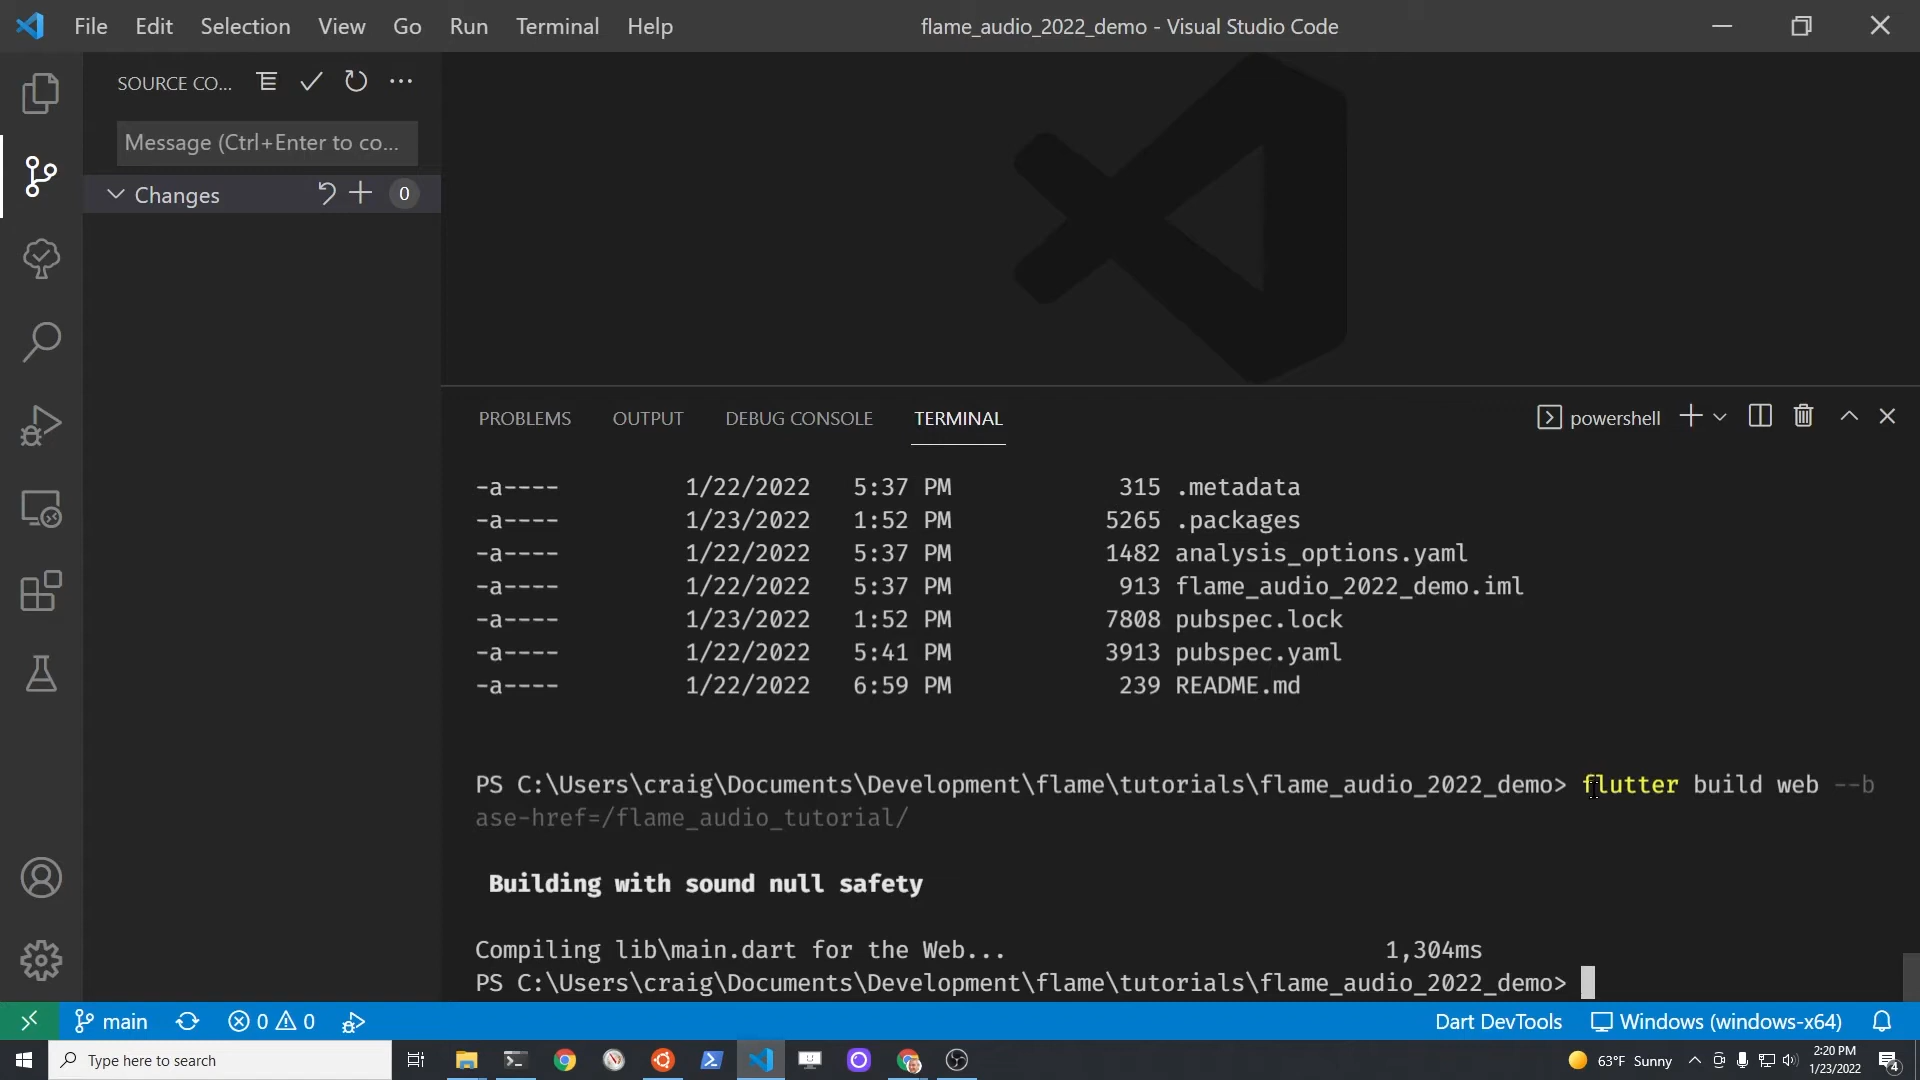 File Edit Selection View Go Run Terminal Help
flame_audio_2022_demo - Visual Studio Code
SOURCE CO...
Message (Ctrl+Enter to co...
Changes 0
PROBLEMS OUTPUT DEBUG CONSOLE TERMINAL
powershell
-a---- 1/22/2022 5:37 PM 315 .metadata
-a---- 1/23/2022 1:52 PM 5265 .packages
-a---- 1/22/2022 5:37 PM 1482 analysis_options.yaml
-a---- 1/22/2022 5:37 PM 913 flame_audio_2022_demo.iml
-a---- 1/23/2022 1:52 PM 7808 pubspec.lock
-a---- 1/22/2022 5:41 PM 3913 pubspec.yaml
-a---- 1/22/2022 6:59 PM 239 README.md
PS C:\Users\craig\Documents\Development\flame\tutorials\flame_audio_2022_demo> flutter build web --b
ase-href=/flame_audio_tutorial/
Building with sound null safety
Compiling lib\main.dart for the Web... 1,304ms
PS C:\Users\craig\Documents\Development\flame\tutorials\flame_audio_2022_demo>
main 0 0
Dart DevTools Windows (windows-x64)
Type here to search
63°F Sunny
2:20 PM
1/23/2022
4